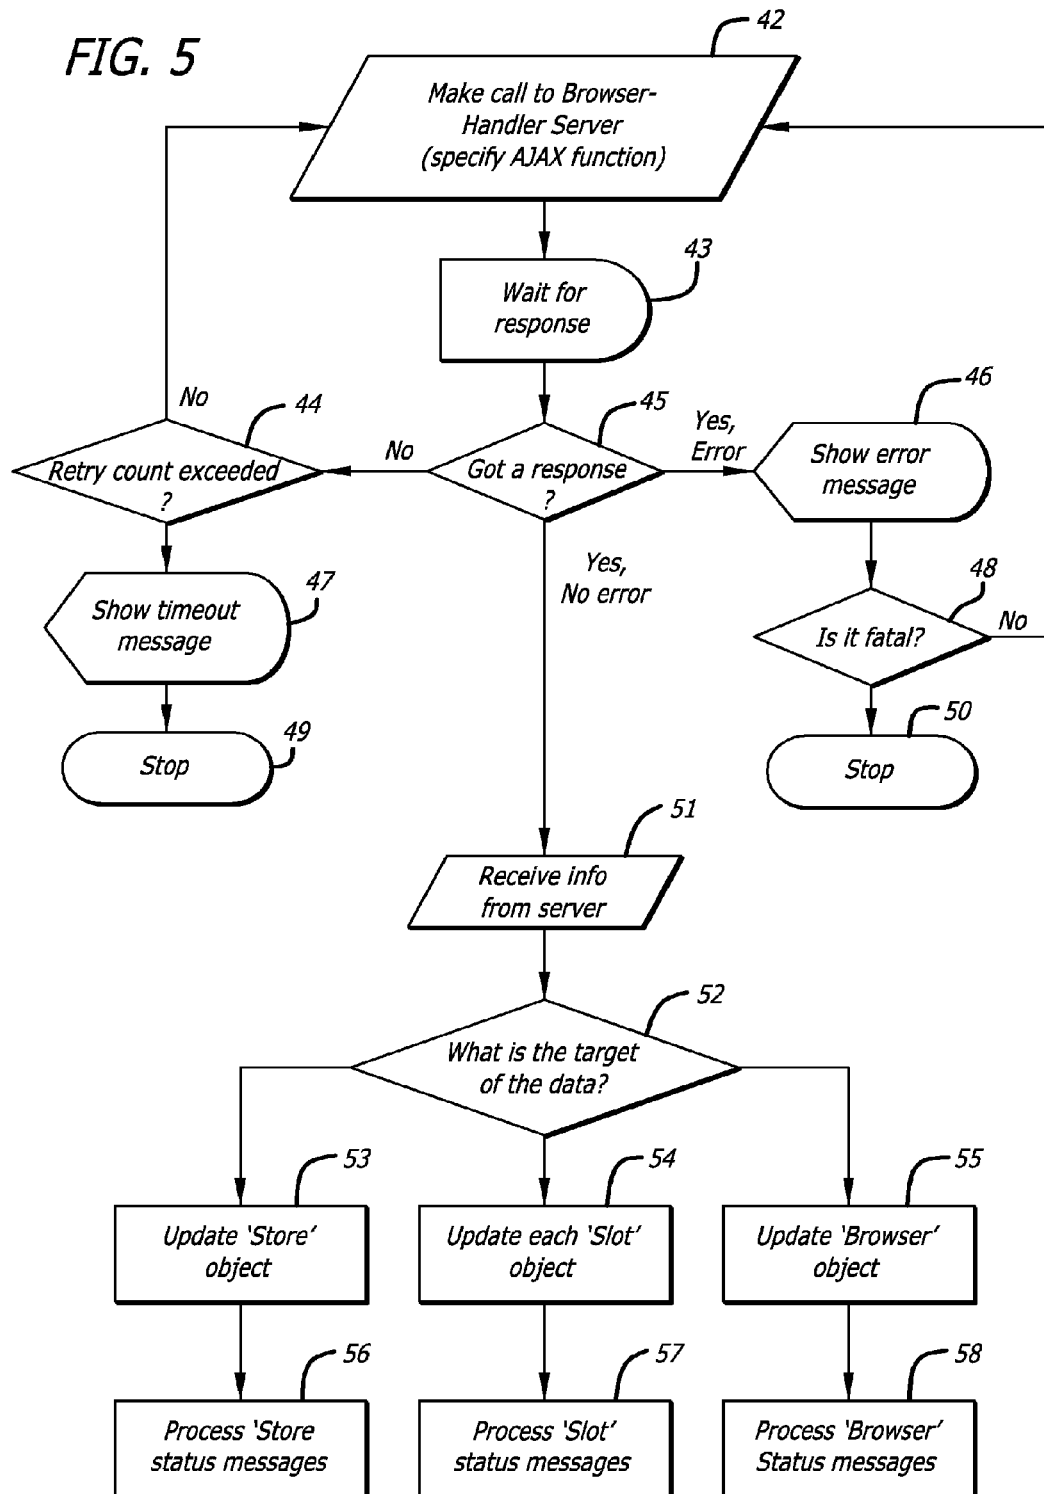 FIG. 5
42
Make call to Browser-
Handler Server
(specify AJAX function)
43
Wait for
response
No
44
Retry count exceeded
?
No
45
Got a response
?
Yes,
Error
46
Show error
message
47
Show timeout
message
Yes,
No error
48
Is it fatal?
No
49
Stop
50
Stop
51
Receive info
from server
52
What is the target
of the data?
53
Update ‘Store’
object
54
Update each ‘Slot’
object
55
Update ‘Browser’
object
56
Process ‘Store
status messages
57
Process ‘Slot’
status messages
58
Process ‘Browser’
Status messages